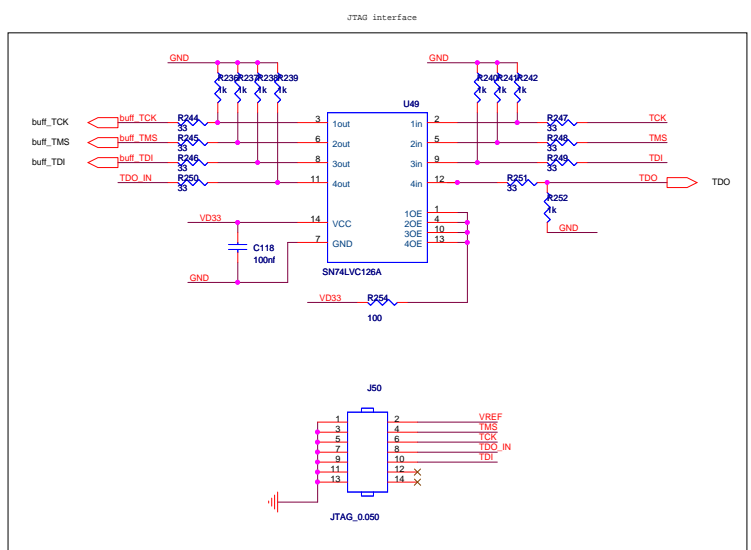 JTAG interface
GND GND
R236 R237 R238 R239 R240 R241 R242
1k 1k 1k 1k 1k 1k 1k
U49
buff_TCK buff_TCK R244 33 3 1out 1in 2 R247 33 TCK
buff_TMS buff_TMS R245 33 6 2out 2in 5 R248 33 TMS
buff_TDI buff_TDI R246 33 8 3out 3in 9 R249 33 TDI
TDO_IN R250 33 11 4out 4in 12 R251 33 TDO TDO
R252
1k
GND
1OE 1
2OE 4
3OE 10
4OE 13
VD33 14 VCC
7 GND
C118
100nf
GND
SN74LVC126A
VD33 R254
100
J50
1 2 VREF
3 4 TMS
5 6 TCK
7 8 TDO_IN
9 10 TDI
11 12
13 14
JTAG_0.050